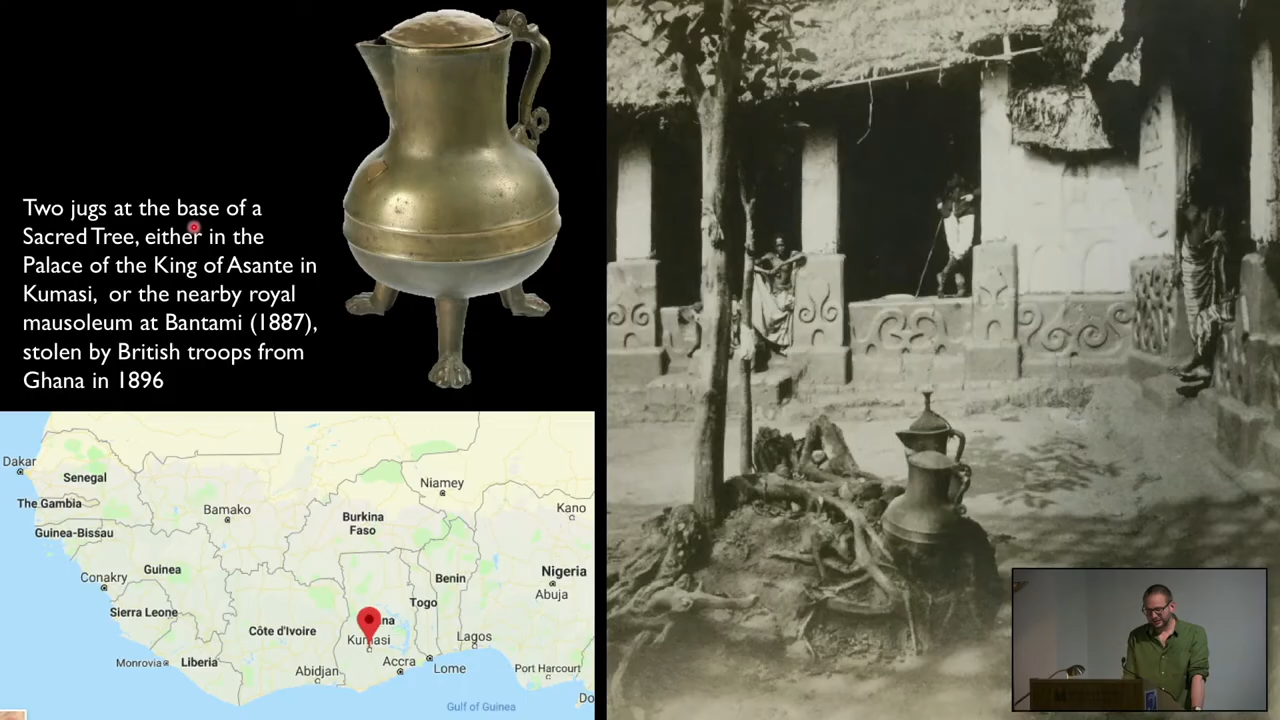 Two jugs at the base of a
Sacred Tree, either in the
Palace of the King of Asante in
Kumasi, or the nearby royal
mausoleum at Bantami (1887),
stolen by British troops from
Ghana in 1896
Dakar
Senegal
The Gambia
Guinea-Bissau
Bamako
Niamey
Kano
Burkina
Faso
Guinea
Conakry
Sierra Leone
Benin
Nigeria
Abuja
Togo
Côte d'Ivoire
na
Kumasi
Monrovia
Liberia
Abidjan
Accra
Lome
Lagos
Port Harcourt
Do
Gulf of Guinea